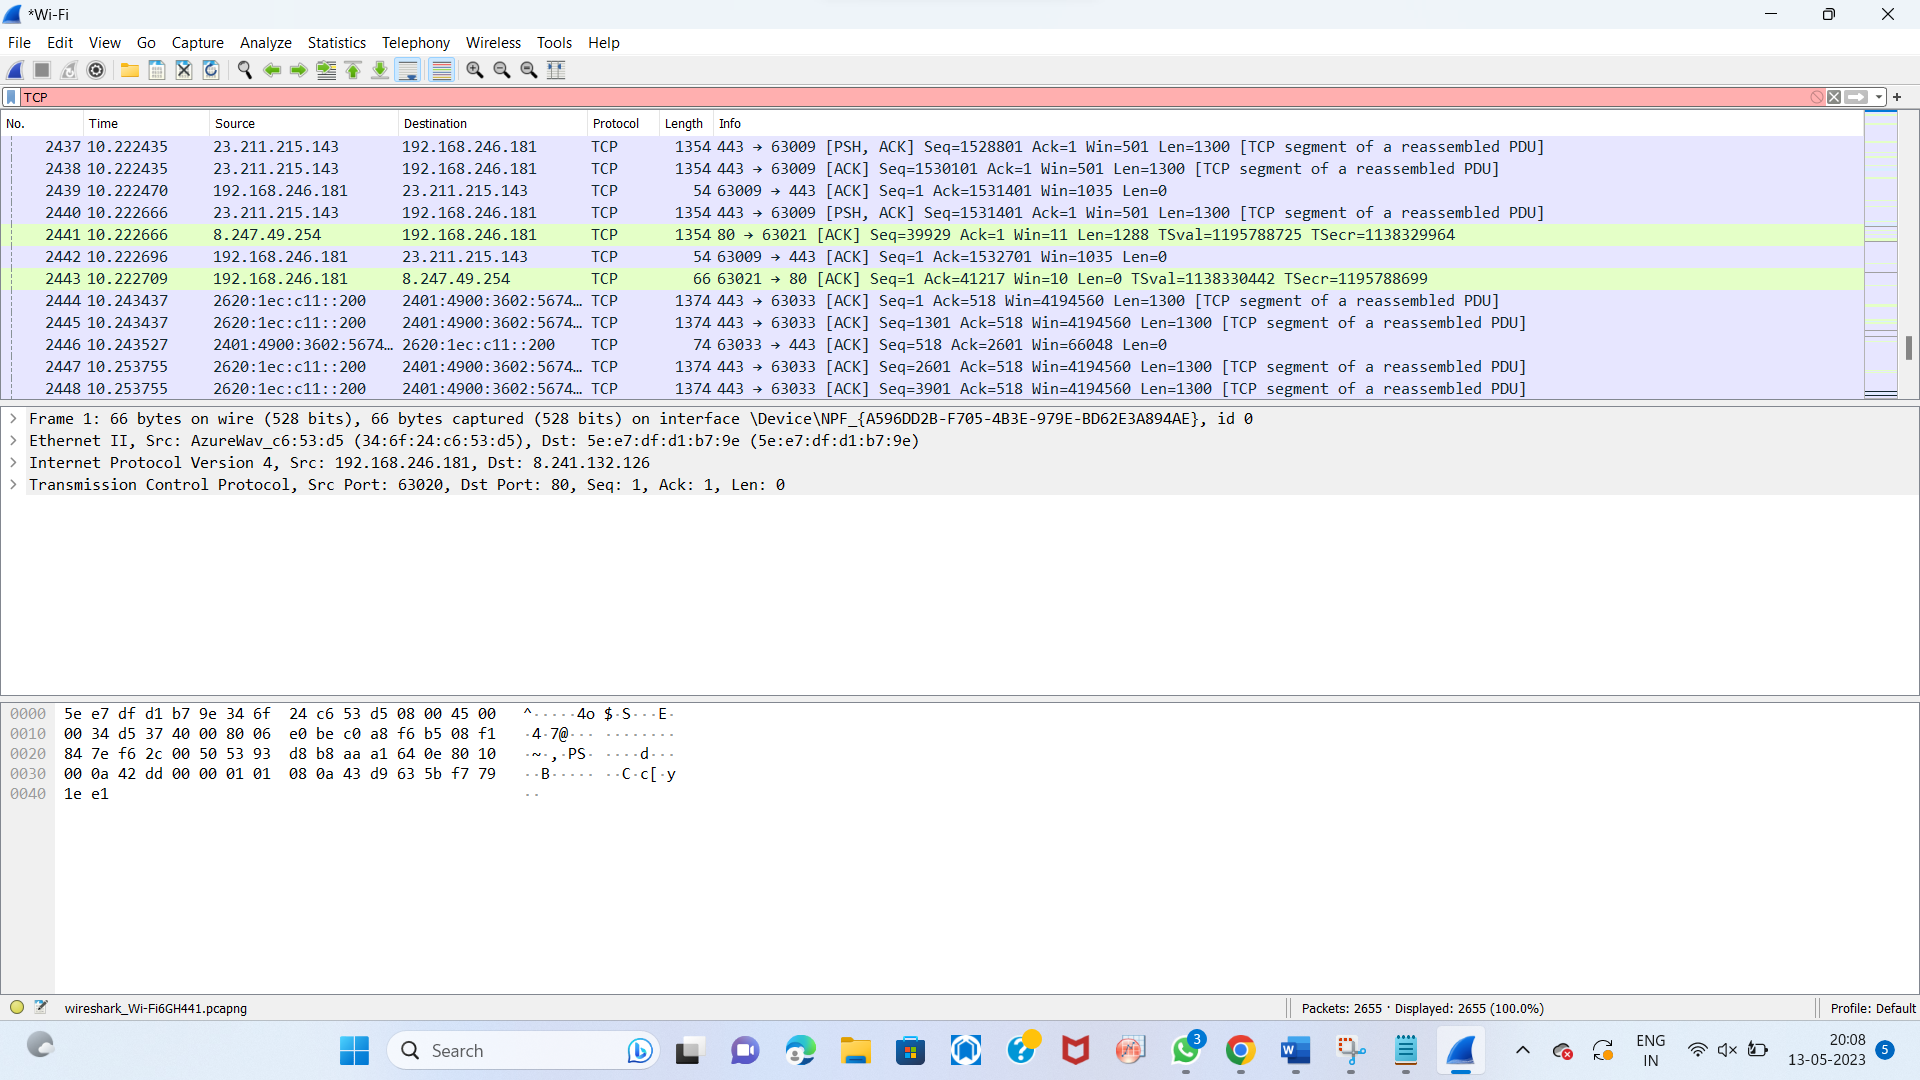 *Wi-Fi
File Edit View Go Capture Analyze Statistics Telephony Wireless Tools Help
TCP
No. Time Source Destination Protocol Length Info
2437 10.222435 23.211.215.143 192.168.246.181 TCP 1354 443 → 63009 [PSH, ACK] Seq=1528801 Ack=1 Win=501 Len=1300 [TCP segment of a reassembled PDU]
2438 10.222435 23.211.215.143 192.168.246.181 TCP 1354 443 → 63009 [ACK] Seq=1530101 Ack=1 Win=501 Len=1300 [TCP segment of a reassembled PDU]
2439 10.222470 192.168.246.181 23.211.215.143 TCP 54 63009 → 443 [ACK] Seq=1 Ack=1531401 Win=1035 Len=0
2440 10.222666 23.211.215.143 192.168.246.181 TCP 1354 443 → 63009 [PSH, ACK] Seq=1531401 Ack=1 Win=501 Len=1300 [TCP segment of a reassembled PDU]
2441 10.222666 8.247.49.254 192.168.246.181 TCP 1354 80 → 63021 [ACK] Seq=39929 Ack=1 Win=11 Len=1288 TSval=1195788725 TSecr=1138329964
2442 10.222696 192.168.246.181 23.211.215.143 TCP 54 63009 → 443 [ACK] Seq=1 Ack=1532701 Win=1035 Len=0
2443 10.222709 192.168.246.181 8.247.49.254 TCP 66 63021 → 80 [ACK] Seq=1 Ack=41217 Win=10 Len=0 TSval=1138330442 TSecr=1195788699
2444 10.243437 2620:1ec:c11::200 2401:4900:3602:5674… TCP 1374 443 → 63033 [ACK] Seq=1 Ack=518 Win=4194560 Len=1300 [TCP segment of a reassembled PDU]
2445 10.243437 2620:1ec:c11::200 2401:4900:3602:5674… TCP 1374 443 → 63033 [ACK] Seq=1301 Ack=518 Win=4194560 Len=1300 [TCP segment of a reassembled PDU]
2446 10.243527 2401:4900:3602:5674… 2620:1ec:c11::200 TCP 74 63033 → 443 [ACK] Seq=518 Ack=2601 Win=66048 Len=0
2447 10.253755 2620:1ec:c11::200 2401:4900:3602:5674… TCP 1374 443 → 63033 [ACK] Seq=2601 Ack=518 Win=4194560 Len=1300 [TCP segment of a reassembled PDU]
2448 10.253755 2620:1ec:c11::200 2401:4900:3602:5674… TCP 1374 443 → 63033 [ACK] Seq=3901 Ack=518 Win=4194560 Len=1300 [TCP segment of a reassembled PDU]
Frame 1: 66 bytes on wire (528 bits), 66 bytes captured (528 bits) on interface \Device\NPF_{A596DD2B-F705-4B3E-979E-BD62E3A894AE}, id 0
Ethernet II, Src: AzureWav_c6:53:d5 (34:6f:24:c6:53:d5), Dst: 5e:e7:df:d1:b7:9e (5e:e7:df:d1:b7:9e)
Internet Protocol Version 4, Src: 192.168.246.181, Dst: 8.241.132.126
Transmission Control Protocol, Src Port: 63020, Dst Port: 80, Seq: 1, Ack: 1, Len: 0
0000 5e e7 df d1 b7 9e 34 6f 24 c6 53 d5 08 00 45 00 ^·····4o $·S···E·
0010 00 34 d5 37 40 00 80 06 e0 be c0 a8 f6 b5 08 f1 ·4·7@··· ········
0020 84 7e f6 2c 00 50 53 93 d8 b8 aa a1 64 0e 80 10 ·~·,·PS· ····d···
0030 00 0a 42 dd 00 00 01 01 08 0a 43 d9 63 5b f7 79 ··B····· ··C·c[·y
0040 1e e1 ··
wireshark_Wi-Fi6GH441.pcapng Packets: 2655 · Displayed: 2655 (100.0%) Profile: Default
Search 3 ENG IN 20:08 13-05-2023 5